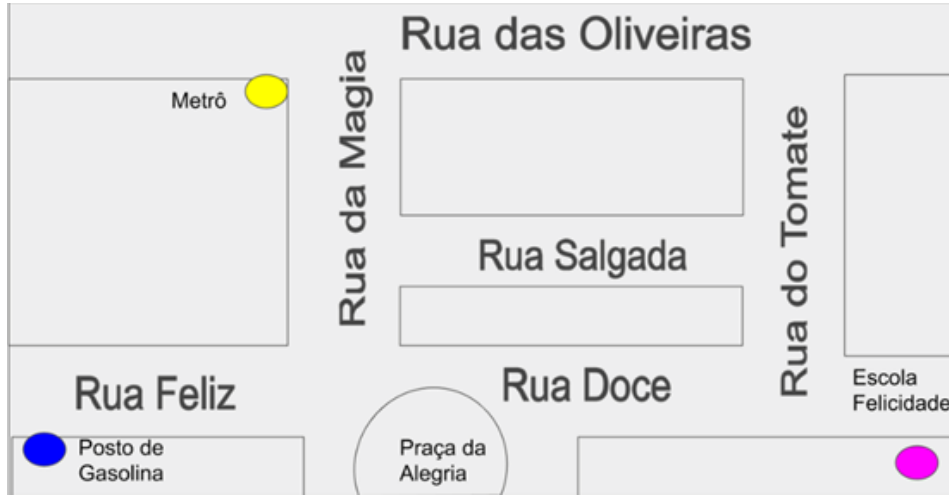 Rua das Oliveiras
Metrô
Rua da Magia
Rua do Tomate
Rua Salgada
Rua Feliz
Rua Doce
Escola
Felicidade
Posto de
Gasolina
Praça da
Alegria